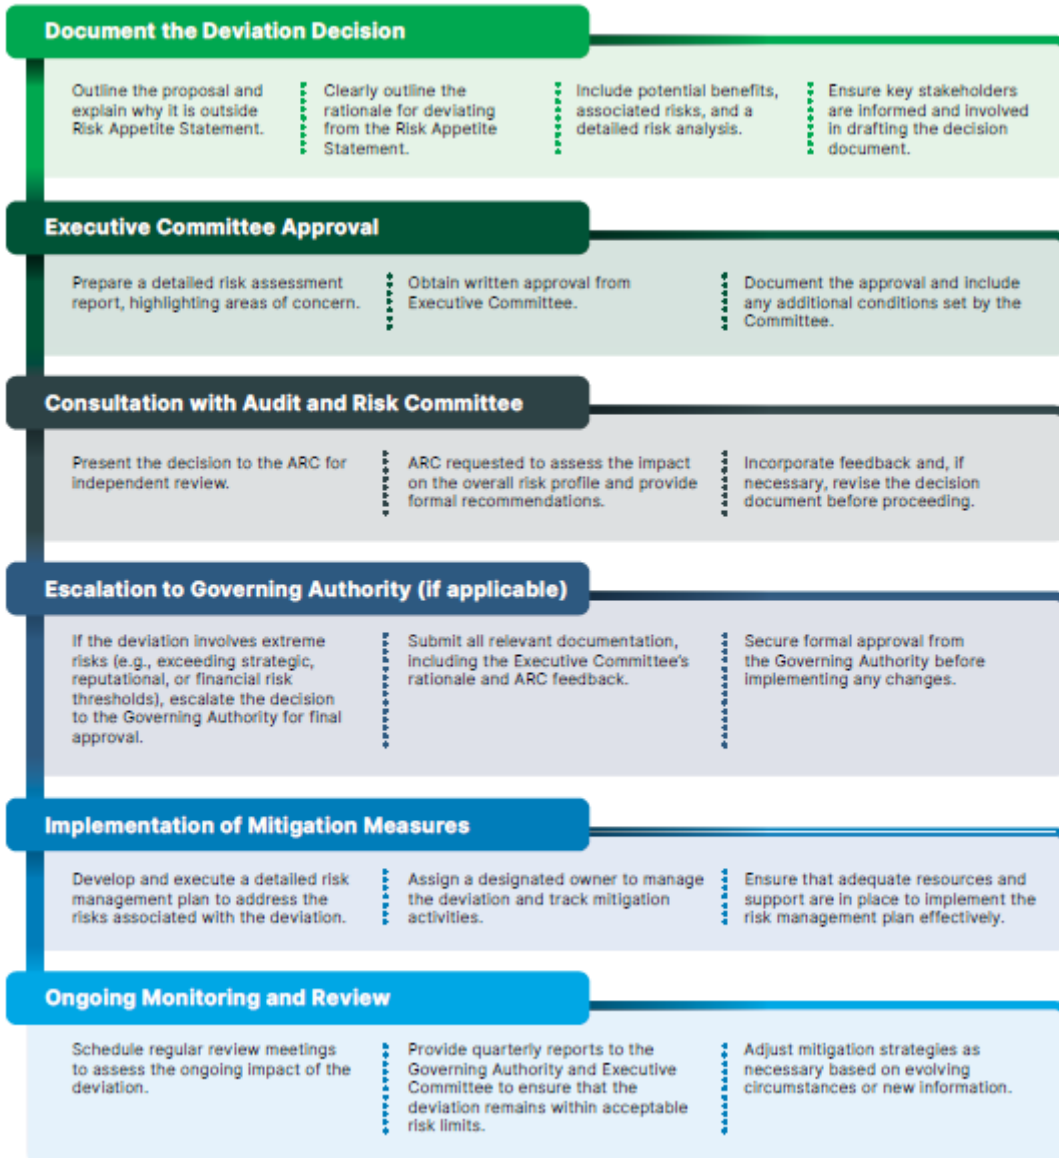 Document the Deviation Decision
Outline the proposal and
explain why it is outside
Risk Appetite Statement.
Clearly outline the
rationale for deviating
from the Risk Appetite
Statement.
Include potential benefits,
associated risks, and a
detailed risk analysis.
Ensure key stakeholders
are informed and involved
in drafting the decision
document.
Executive Committee Approval
Prepare a detailed risk assessment
report, highlighting areas of concern.
Obtain written approval from
Executive Committee.
Document the approval and include
any additional conditions set by the
Committee.
Consultation with Audit and Risk Committee
Present the decision to the ARC for
independent review.
ARC requested to assess the impact
on the overall risk profile and provide
formal recommendations.
Incorporate feedback and, if
necessary, revise the decision
document before proceeding.
Escalation to Governing Authority (if applicable)
If the deviation involves extreme
risks (e.g., exceeding strategic,
reputational, or financial risk
thresholds), escalate the decision
to the Governing Authority for final
approval.
Submit all relevant documentation,
including the Executive Committee's
rationale and ARC feedback.
Secure formal approval from
the Governing Authority before
implementing any changes.
Implementation of Mitigation Measures
Develop and execute a detailed risk
management plan to address the
risks associated with the deviation.
Assign a designated owner to manage
the deviation and track mitigation
activities.
Ensure that adequate resources and
support are in place to implement the
risk management plan effectively.
Ongoing Monitoring and Review
Schedule regular review meetings
to assess the ongoing impact of the
deviation.
Provide quarterly reports to the
Governing Authority and Executive
Committee to ensure that the
deviation remains within acceptable
risk limits.
Adjust mitigation strategies as
necessary based on evolving
circumstances or new information.